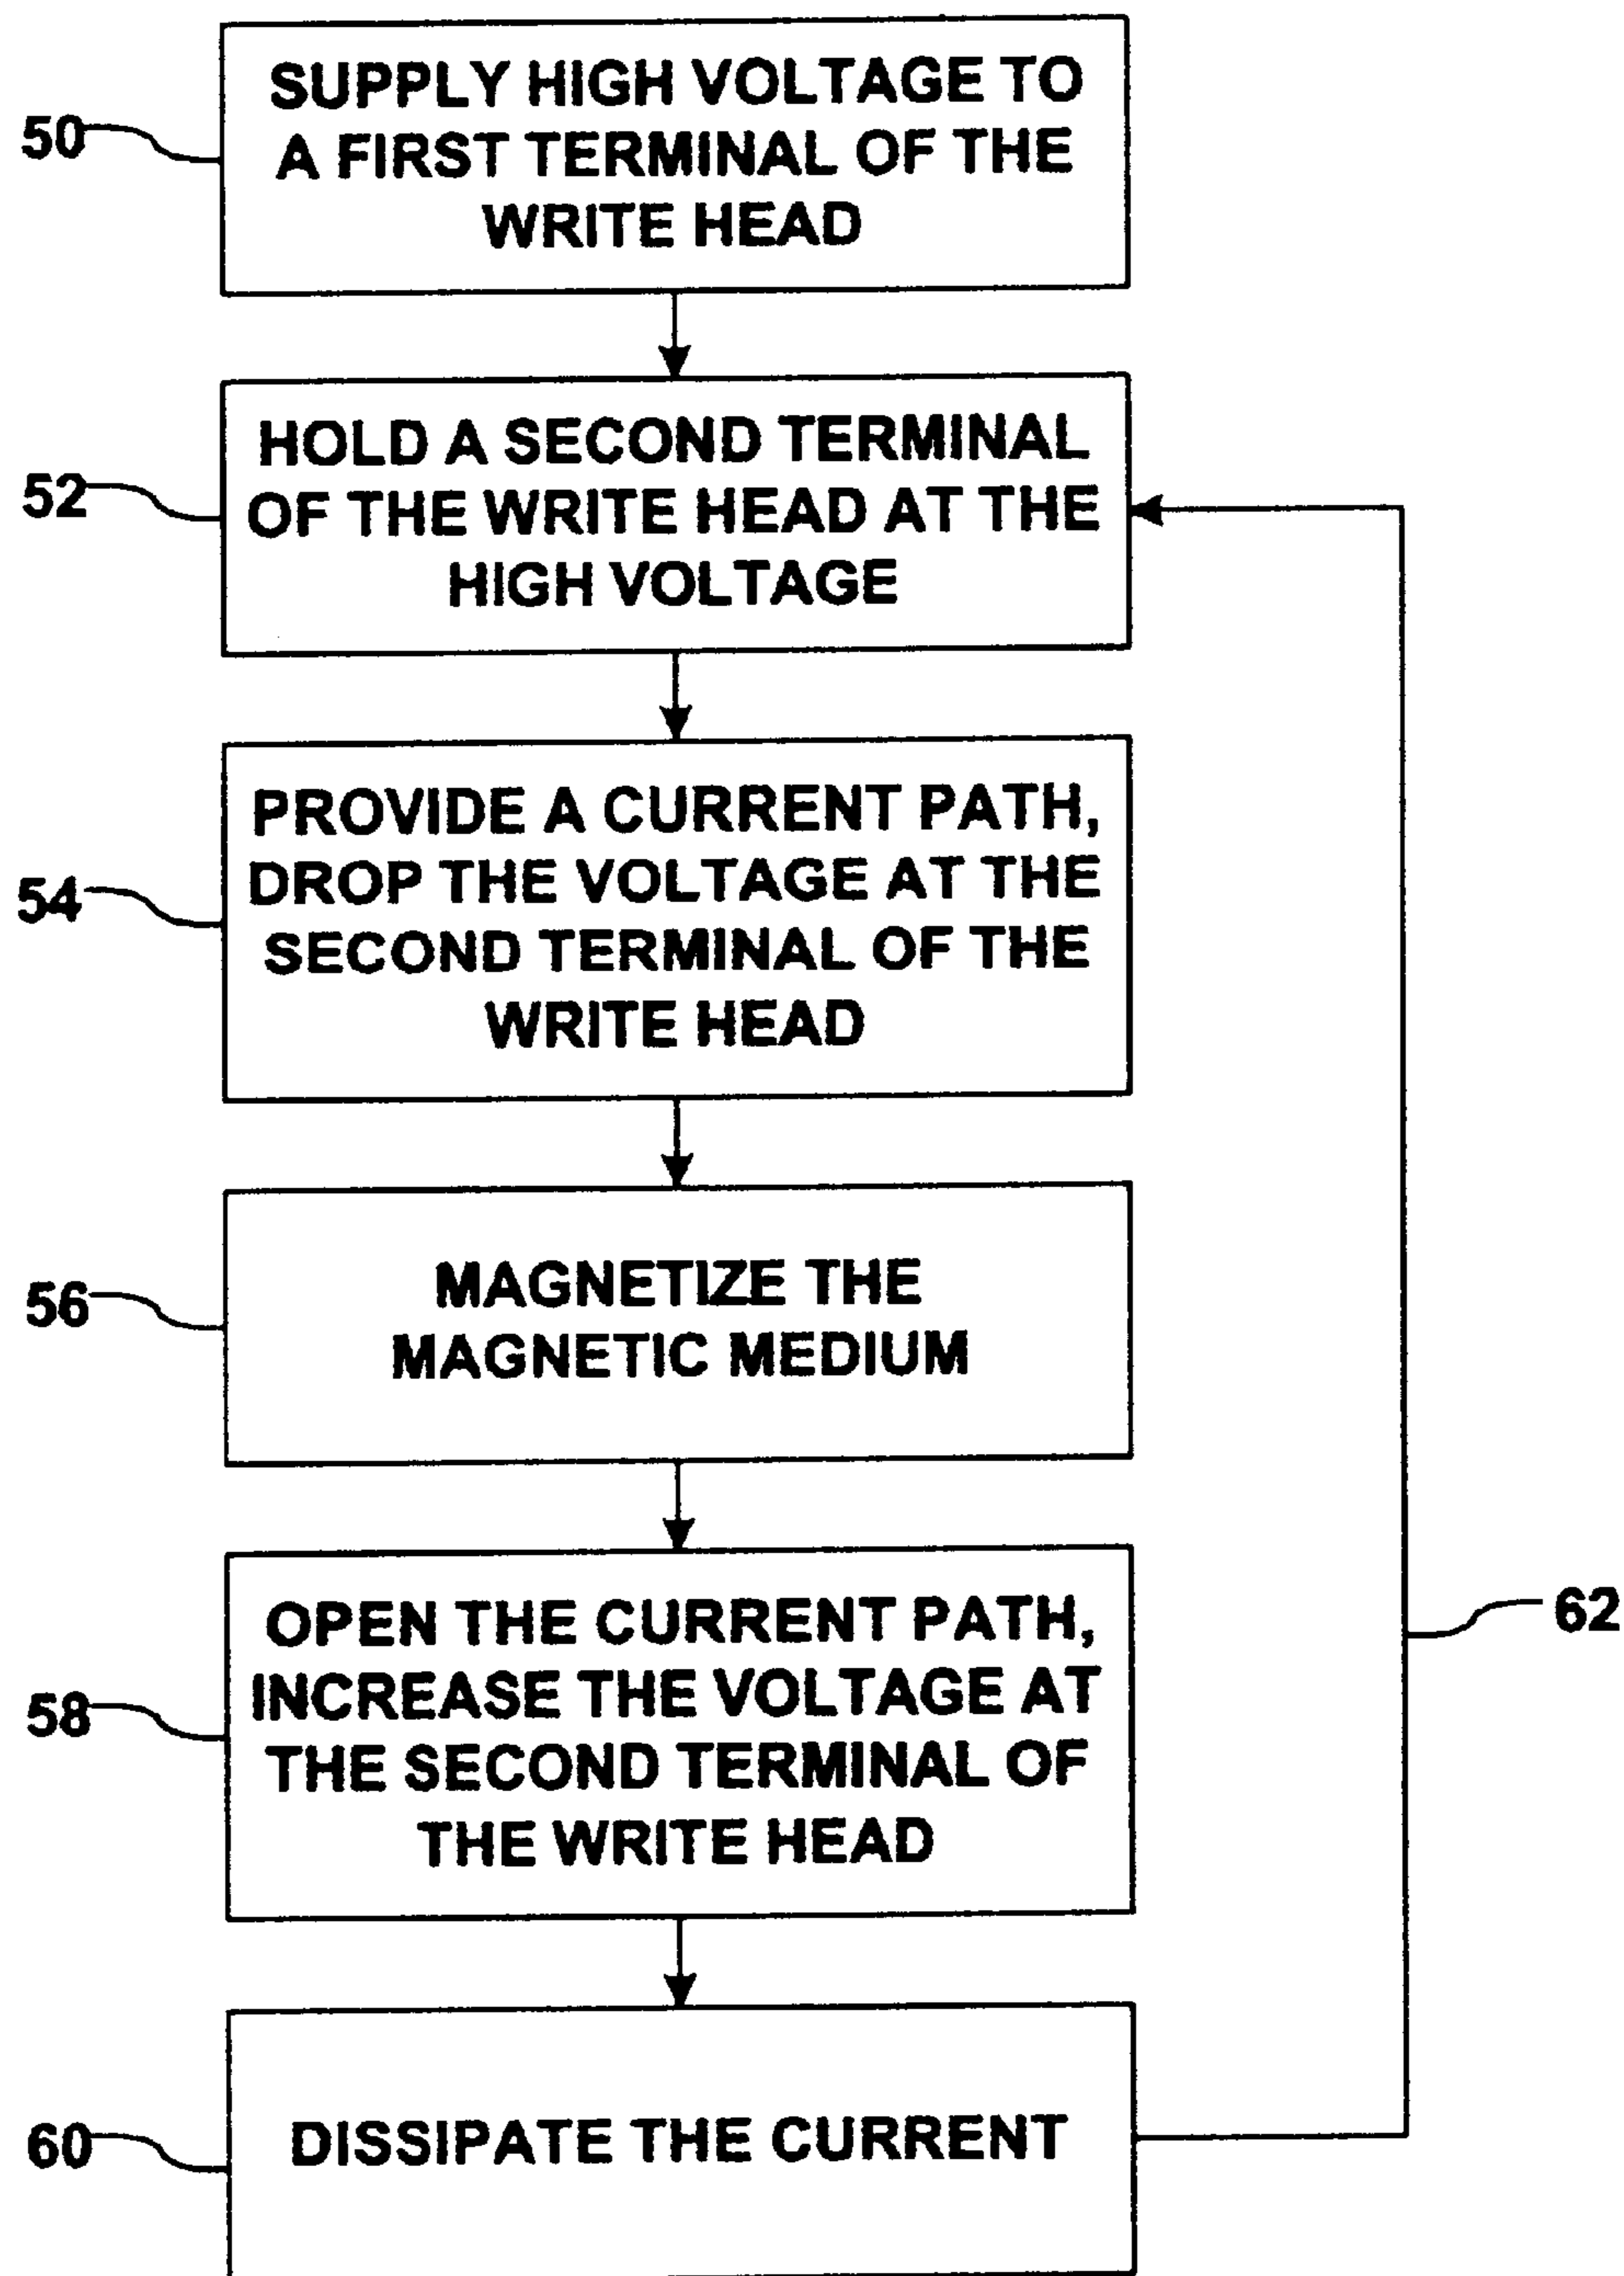 50
SUPPLY HIGH VOLTAGE TO
A FIRST TERMINAL OF THE
WRITE HEAD
52
HOLD A SECOND TERMINAL
OF THE WRITE HEAD AT THE
HIGH VOLTAGE
54
PROVIDE A CURRENT PATH,
DROP THE VOLTAGE AT THE
SECOND TERMINAL OF THE
WRITE HEAD
56
MAGNETIZE THE
MAGNETIC MEDIUM
58
OPEN THE CURRENT PATH,
INCREASE THE VOLTAGE AT
THE SECOND TERMINAL OF
THE WRITE HEAD
62
60
DISSIPATE THE CURRENT